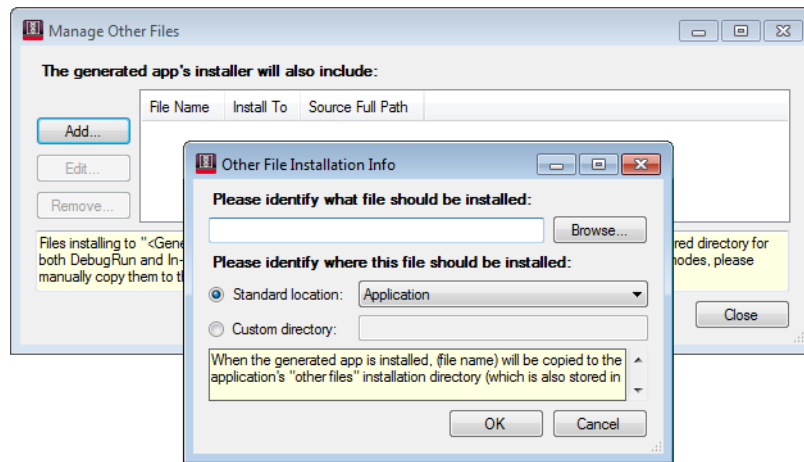 Manage Other Files
The generated app's installer will also include:
File Name Install To Source Full Path
Add...
Edit...
Remove...
Files installing to "<Gene
both DebugRun and In-
manually copy them to t
red directory for
modes, please
Close
Other File Installation Info
Please identify what file should be installed:
Browse...
Please identify where this file should be installed:
Standard location: Application
Custom directory:
When the generated app is installed, (file name) will be copied to the
application's "other files" installation directory (which is also stored in
OK Cancel